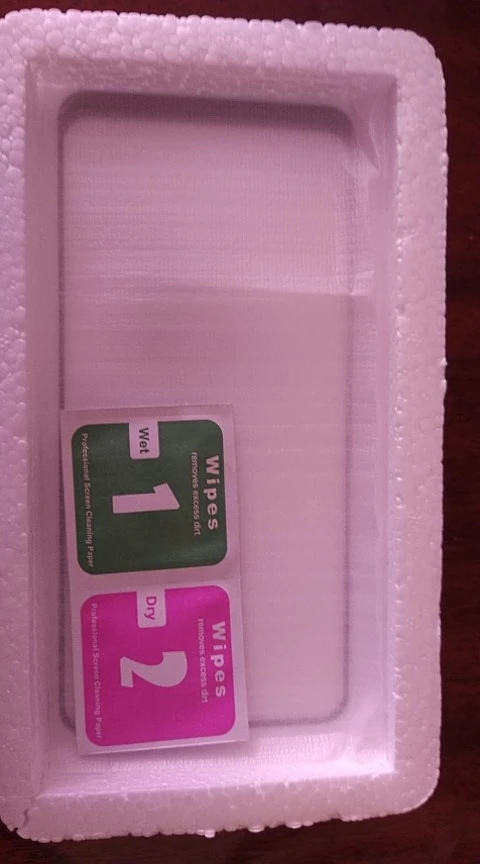 Wipes
removes excess dirt
Wet
1
Professional Screen Cleaning Paper
Wipes
removes excess dirt
Dry
2
Professional Screen Cleaning Paper